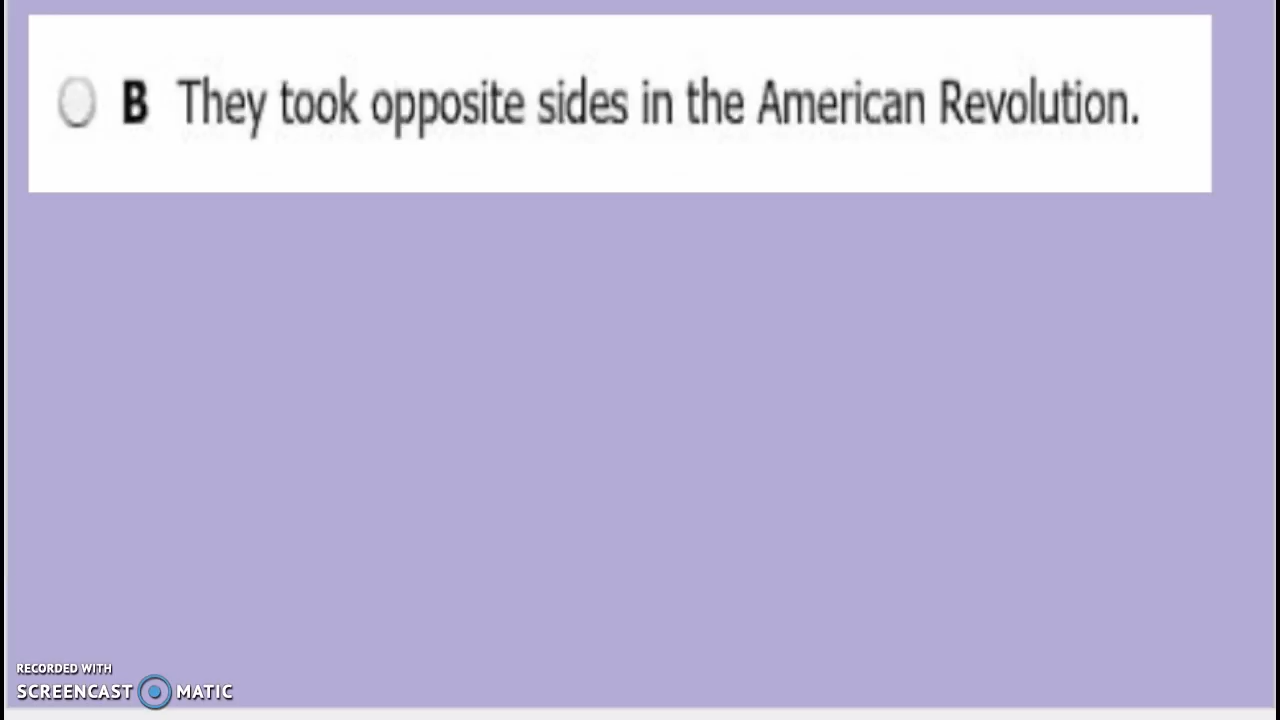 B They took opposite sides in the American Revolution.
RECORDED WITH
SCREENCAST MATIC